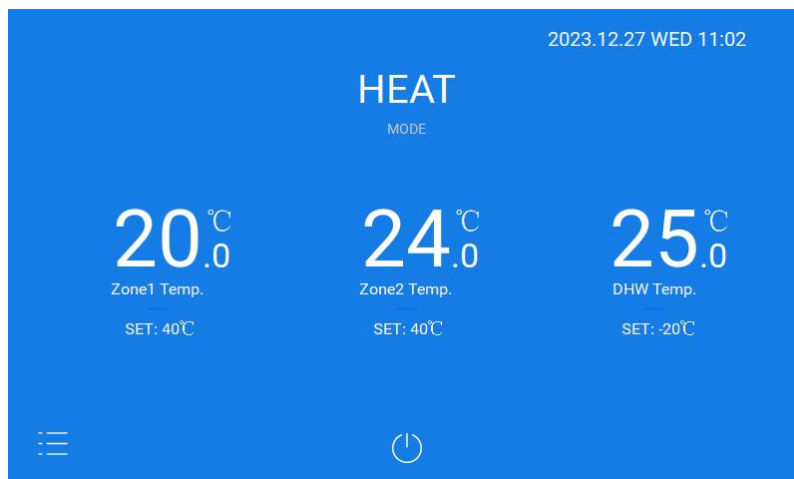 2023.12.27 WED 11:02
HEAT
MODE
20.0℃ 24.0℃ 25.0℃
Zone1 Temp. Zone2 Temp. DHW Temp.
SET: 40℃ SET: 40℃ SET: -20℃